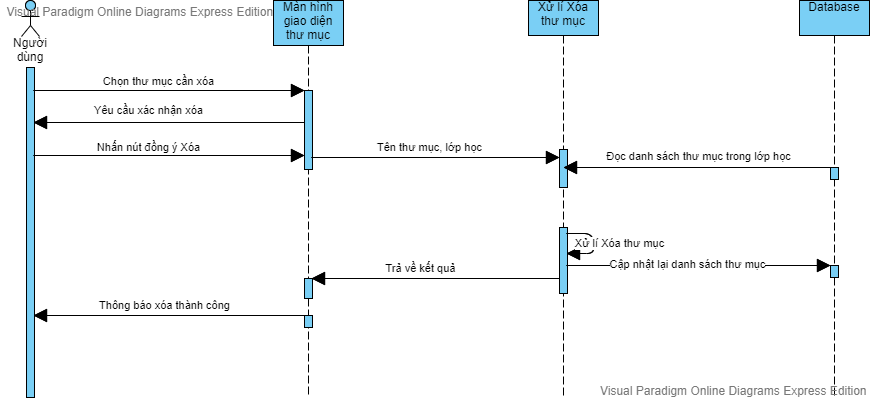 Visual Paradigm Online Diagrams Express Edition
Người
dùng
Màn hình
giao diện
thư mục
Xử lí Xóa
thư mục
Database
Chọn thư mục cần xóa
Yêu cầu xác nhận xóa
Nhấn nút đồng ý Xóa
Tên thư mục, lớp học
Đọc danh sách thư mục trong lớp học
Xử lí Xóa thư mục
Cập nhật lại danh sách thư mục
Trả về kết quả
Thông báo xóa thành công
Visual Paradigm Online Diagrams Express Edition